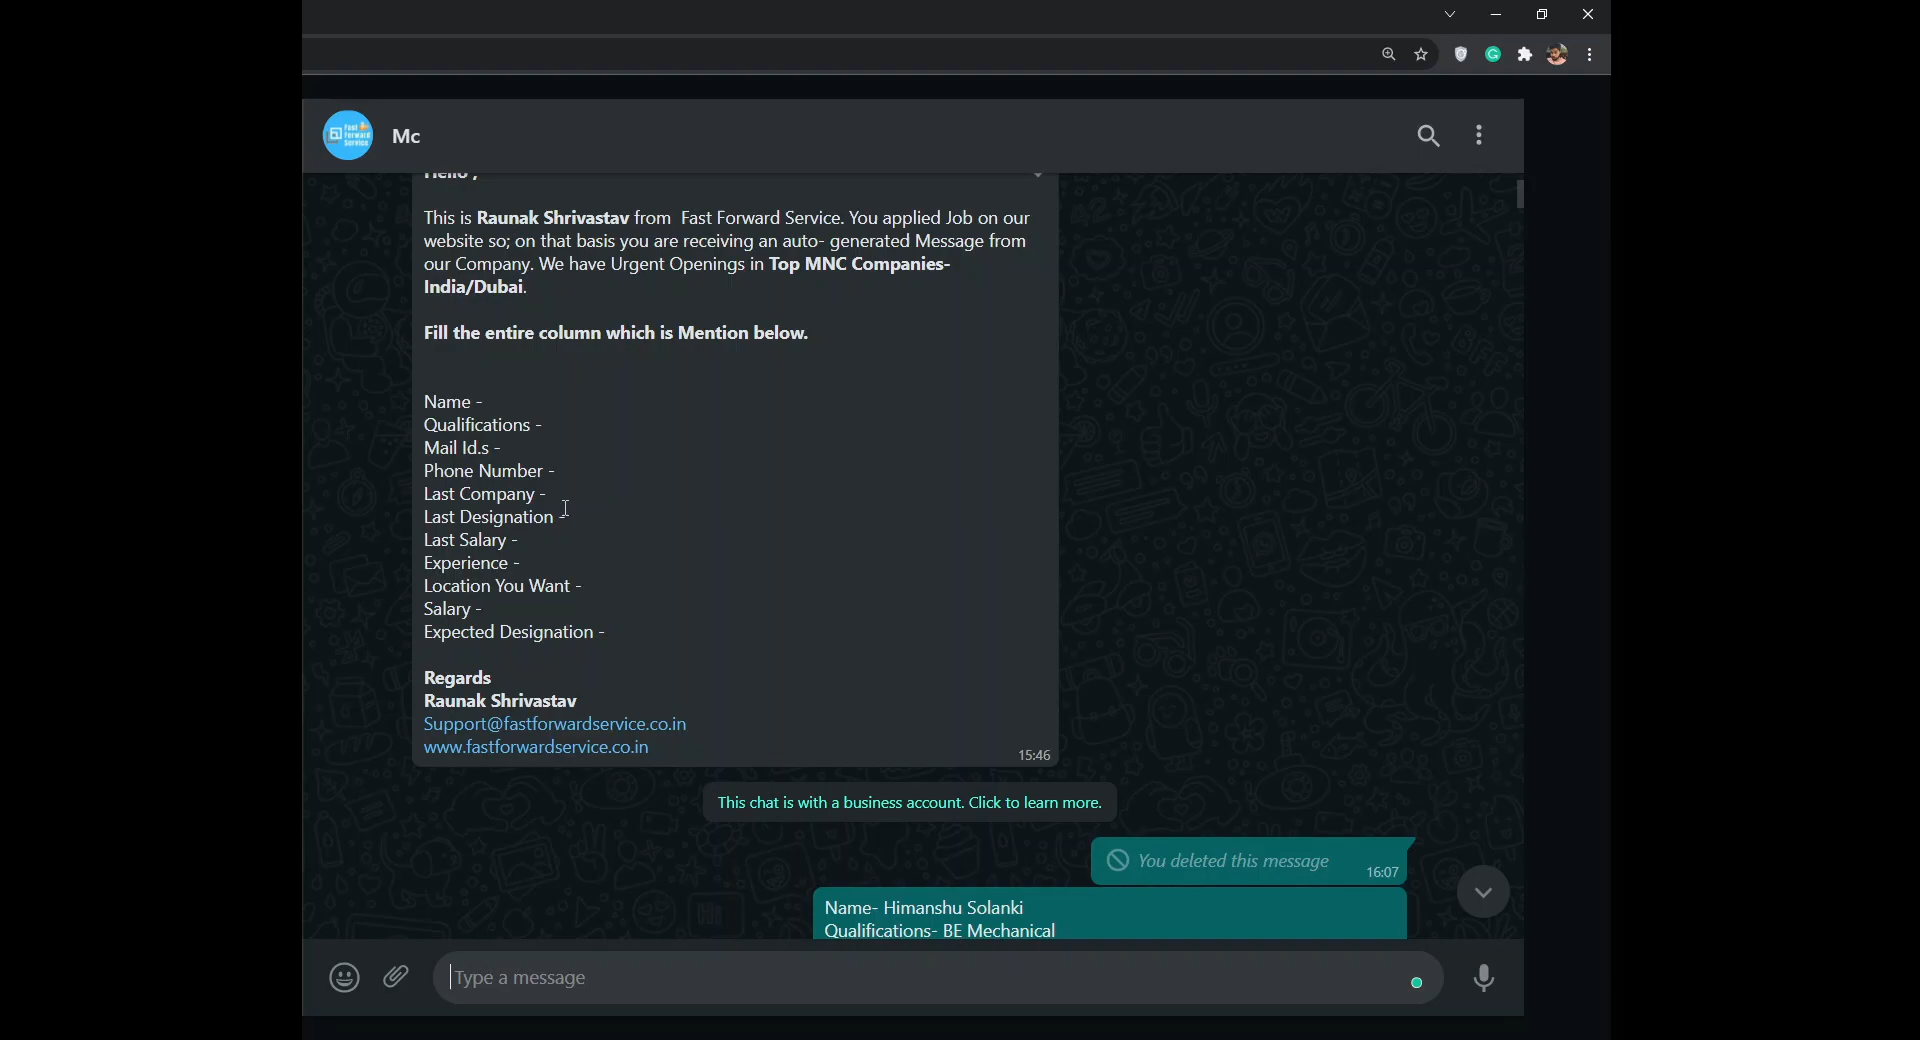 Fast
Forward
Service
Mc
Hello ,
This is Raunak Shrivastav from Fast Forward Service. You applied Job on our
website so; on that basis you are receiving an auto- generated Message from
our Company. We have Urgent Openings in Top MNC Companies-
India/Dubai.
Fill the entire column which is Mention below.
Name -
Qualifications -
Mail Id.s -
Phone Number -
Last Company -
Last Designation -
Last Salary -
Experience -
Location You Want -
Salary -
Expected Designation -
Regards
Raunak Shrivastav
Support@fastforwardservice.co.in
www.fastforwardservice.co.in
15:46
This chat is with a business account. Click to learn more.
You deleted this message
16:07
Name- Himanshu Solanki
Qualifications- BE Mechanical
Type a message